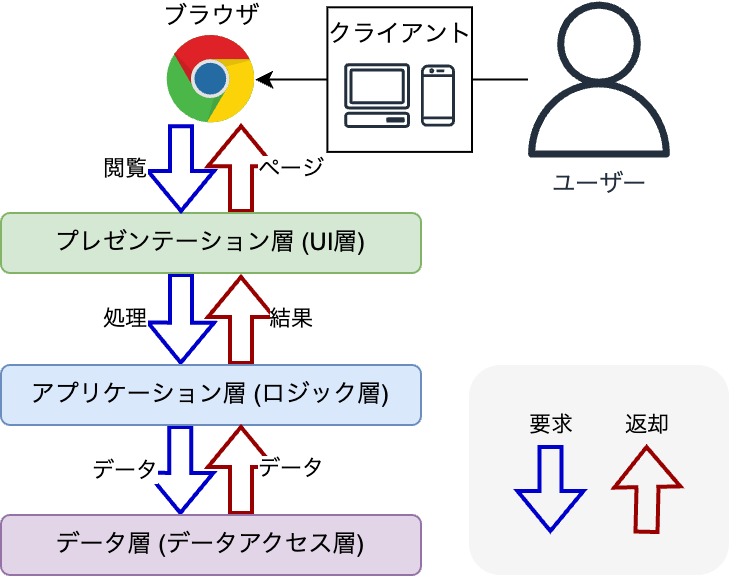 ブラウザ
クライアント
ユーザー
閲覧
ページ
プレゼンテーション層 (UI層)
処理
結果
アプリケーション層 (ロジック層)
データ
データ
データ層 (データアクセス層)
要求
返却